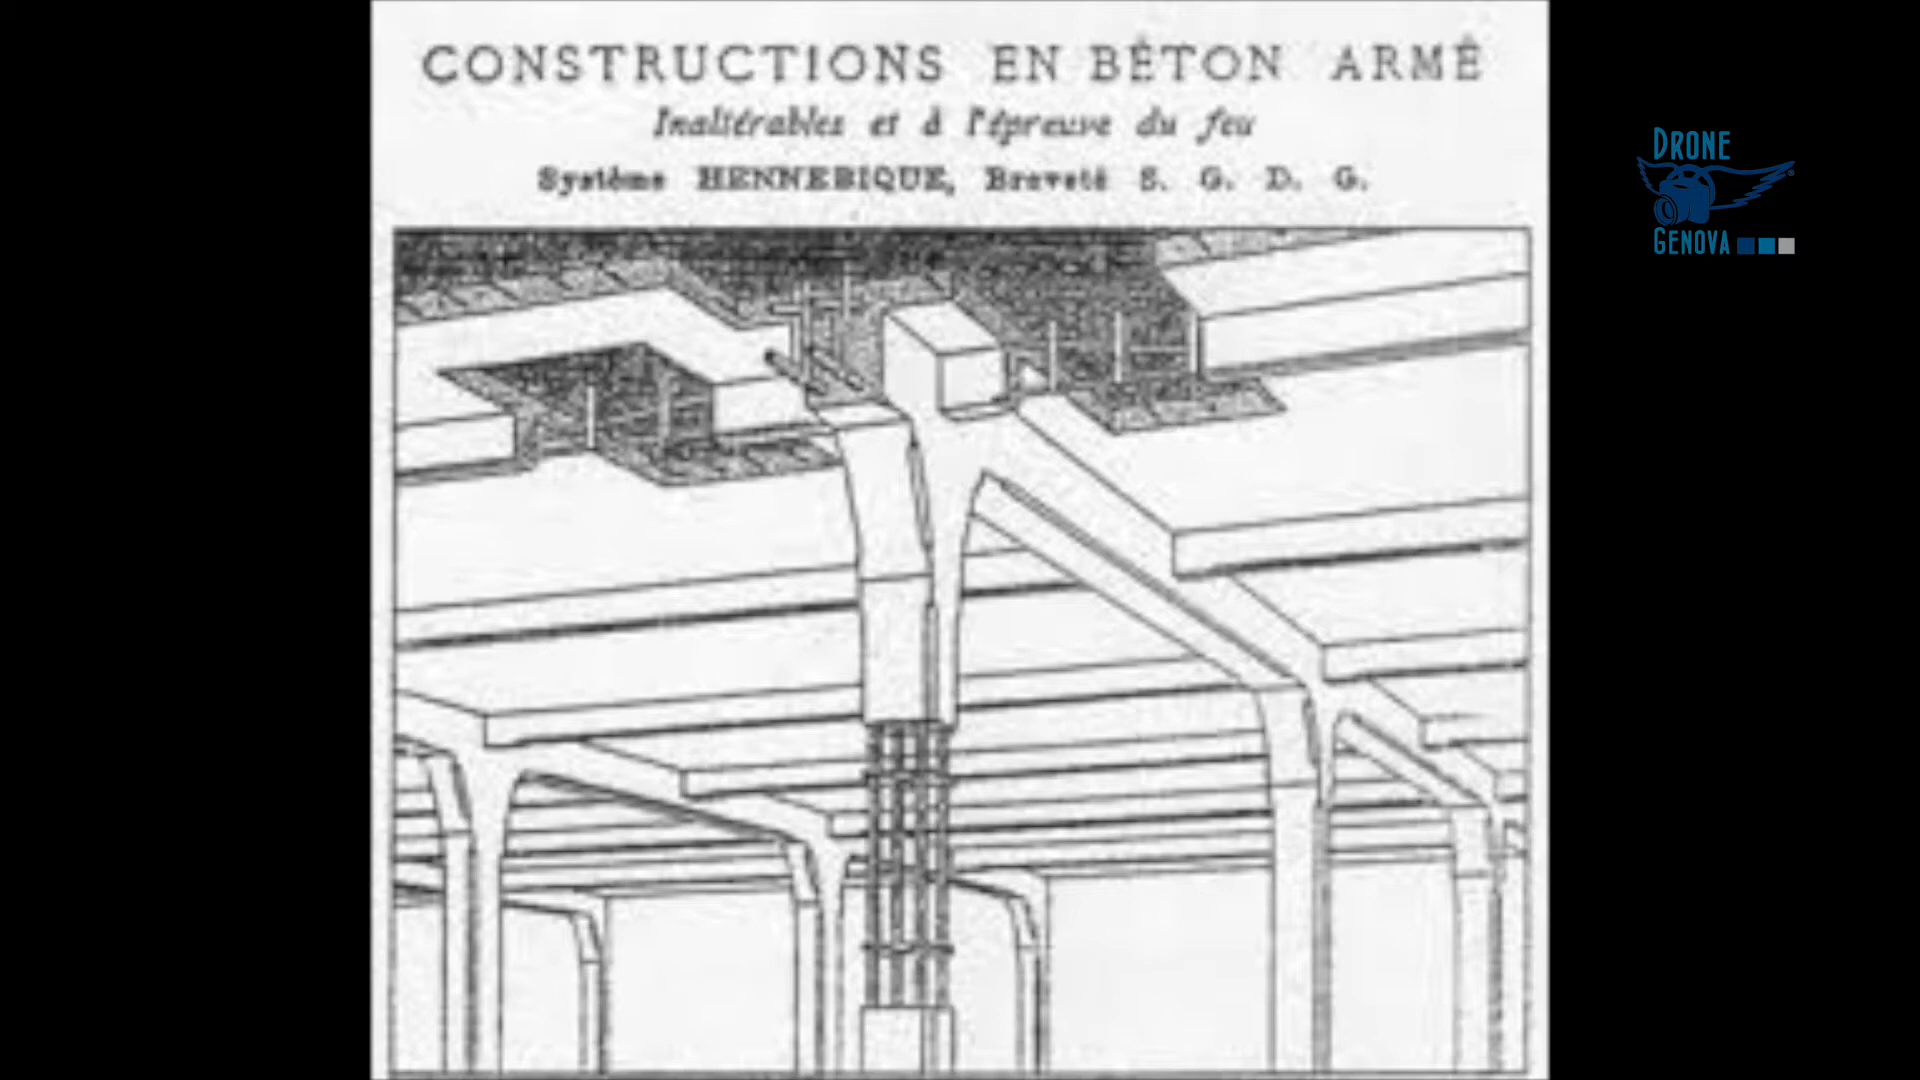 CONSTRUCTIONS EN BÉTON ARMÉ
Inaltérables et à l'épreuve du feu
Système HENNEBIQUE, Breveté S. G. D. G.
DRONE
GENOVA